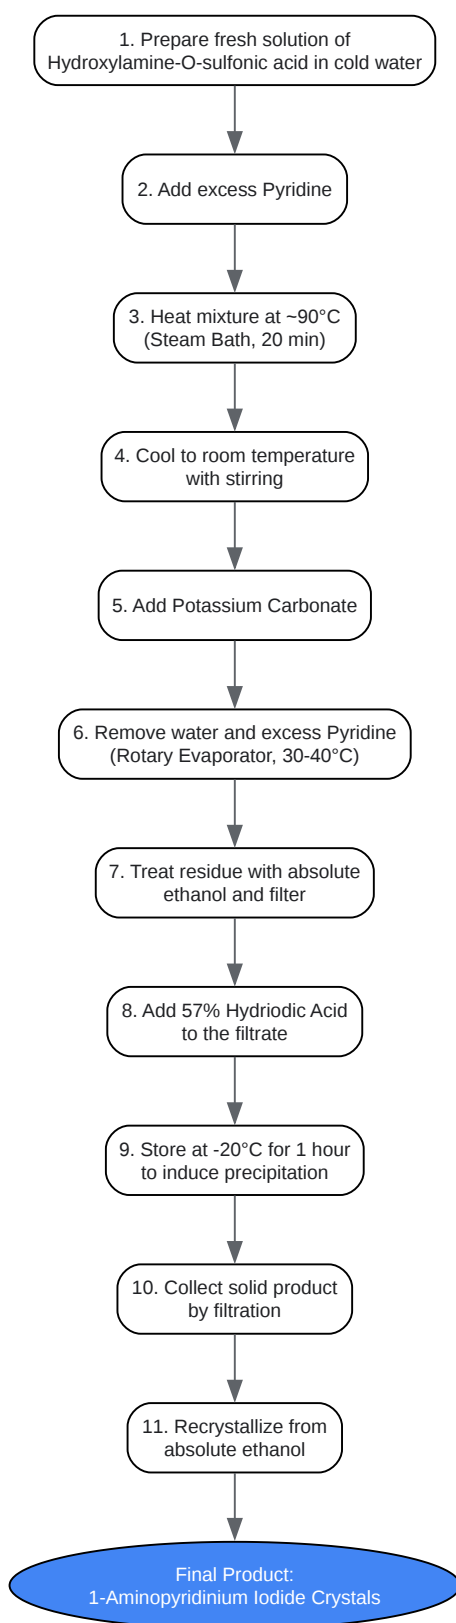 1. Prepare fresh solution of
Hydroxylamine-O-sulfonic acid in cold water
2. Add excess Pyridine
3. Heat mixture at ~90°C
(Steam Bath, 20 min)
4. Cool to room temperature
with stirring
5. Add Potassium Carbonate
6. Remove water and excess Pyridine
(Rotary Evaporator, 30-40°C)
7. Treat residue with absolute
ethanol and filter
8. Add 57% Hydriodic Acid
to the filtrate
9. Store at -20°C for 1 hour
to induce precipitation
10. Collect solid product
by filtration
11. Recrystallize from
absolute ethanol
Final Product:
1-Aminopyridinium Iodide Crystals